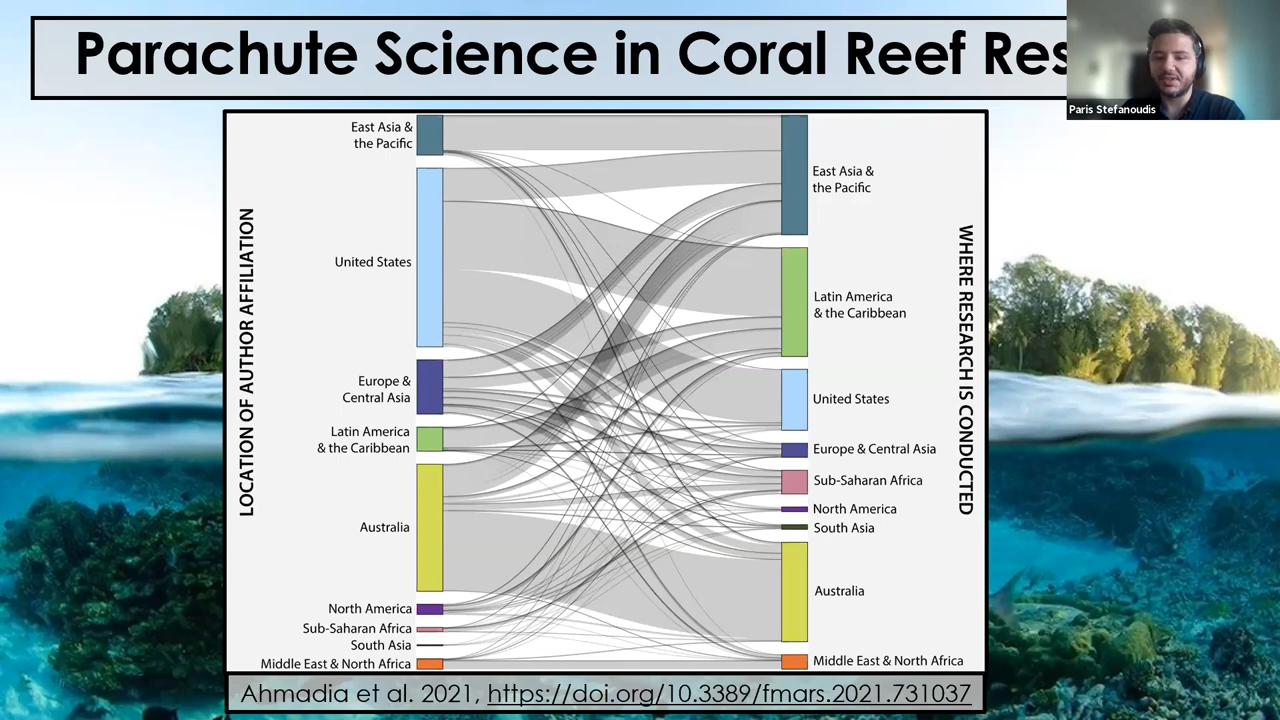 Parachute Science in Coral Reef Res
Paris Stefanoudis
LOCATION OF AUTHOR AFFILIATION
East Asia &
the Pacific
United States
Europe &
Central Asia
Latin America
& the Caribbean
Australia
North America
Sub-Saharan Africa
South Asia
Middle East & North Africa
East Asia &
the Pacific
Latin America
& the Caribbean
United States
Europe & Central Asia
Sub-Saharan Africa
North America
South Asia
Australia
Middle East & North Africa
WHERE RESEARCH IS CONDUCTED
Ahmadia et al. 2021, https://doi.org/10.3389/fmars.2021.731037